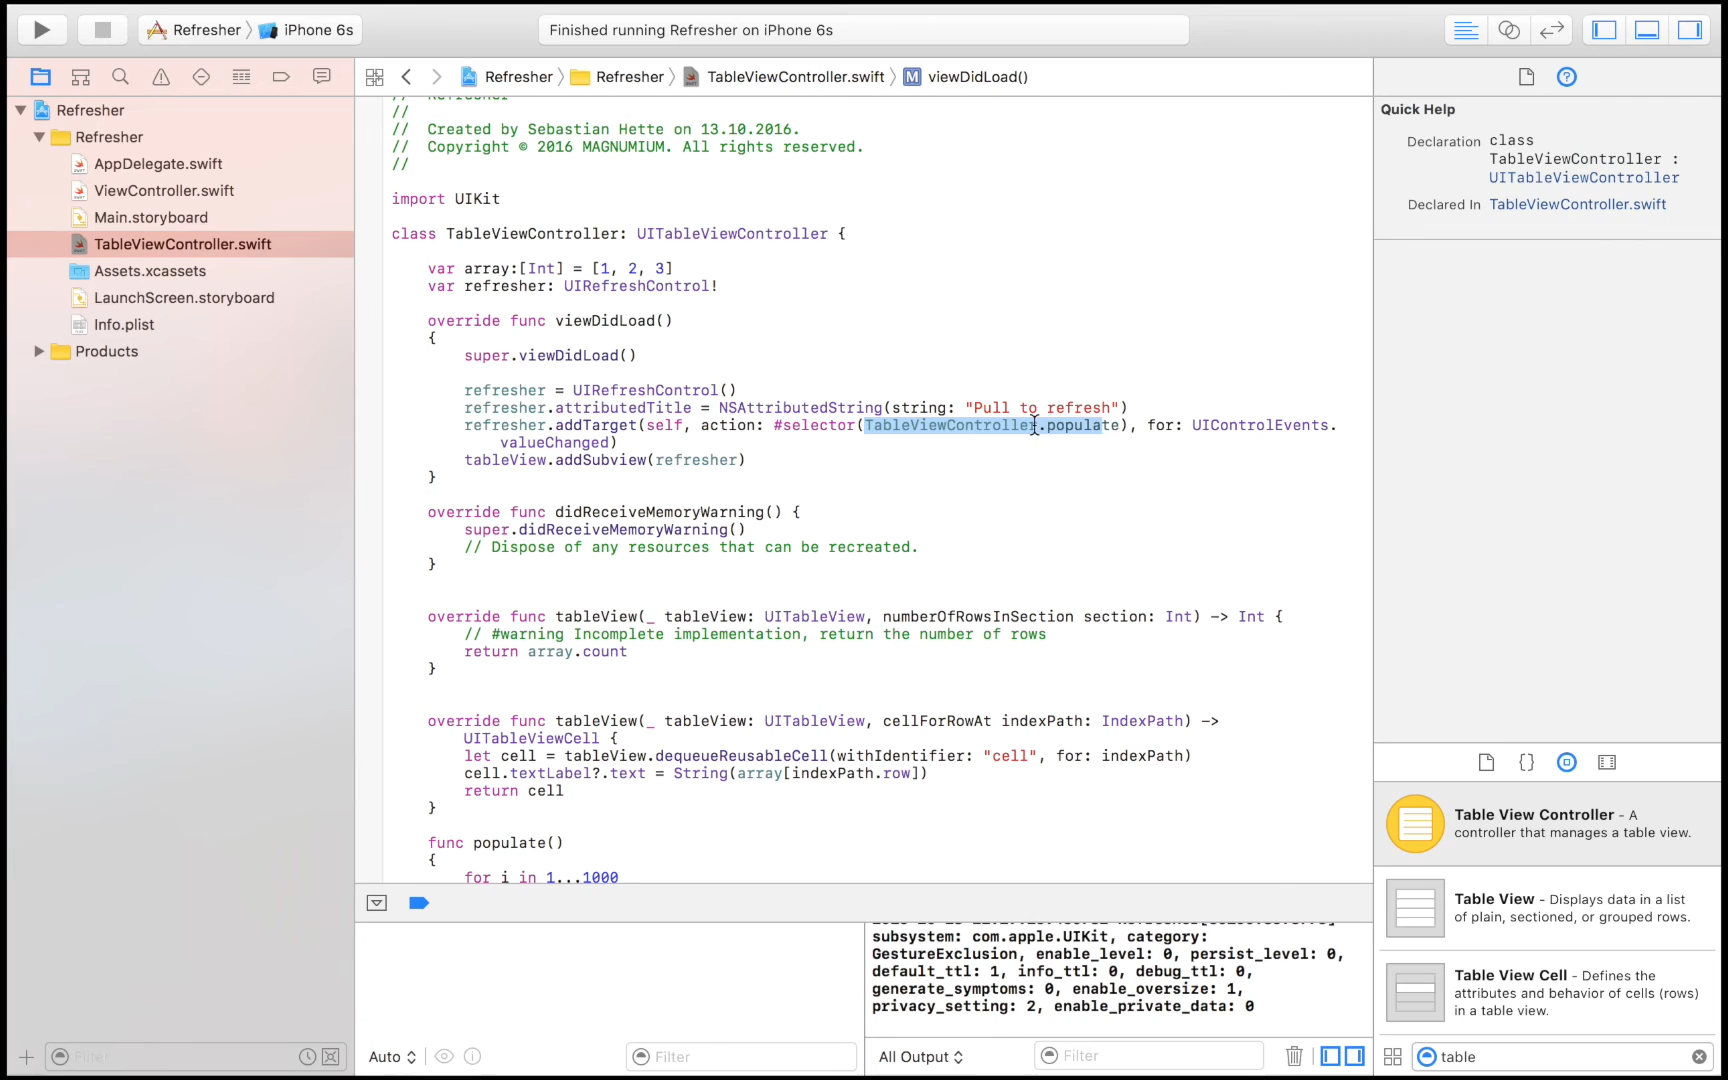 Refresher iPhone 6s
Finished running Refresher on iPhone 6s
Refresher
Refresher
AppDelegate.swift
ViewController.swift
Main.storyboard
TableViewController.swift
Assets.xcassets
LaunchScreen.storyboard
Info.plist
Products
Filter
Refresher Refresher TableViewController.swift M viewDidLoad()
// Refresher
//
// Created by Sebastian Hette on 13.10.2016.
// Copyright © 2016 MAGNUMIUM. All rights reserved.
//
import UIKit
class TableViewController: UITableViewController {
var array:[Int] = [1, 2, 3]
var refresher: UIRefreshControl!
override func viewDidLoad()
{
super.viewDidLoad()
refresher = UIRefreshControl()
refresher.attributedTitle = NSAttributedString(string: "Pull to refresh")
refresher.addTarget(self, action: #selector(TableViewController.populate), for: UIControlEvents.
valueChanged)
tableView.addSubview(refresher)
}
override func didReceiveMemoryWarning() {
super.didReceiveMemoryWarning()
// Dispose of any resources that can be recreated.
}
override func tableView(_ tableView: UITableView, numberOfRowsInSection section: Int) -> Int {
// #warning Incomplete implementation, return the number of rows
return array.count
}
override func tableView(_ tableView: UITableView, cellForRowAt indexPath: IndexPath) ->
UITableViewCell {
let cell = tableView.dequeueReusableCell(withIdentifier: "cell", for: indexPath)
cell.textLabel?.text = String(array[indexPath.row])
return cell
}
func populate()
{
for i in 1...1000
subsystem: com.apple.UIKit, category:
GestureExclusion, enable_level: 0, persist_level: 0,
default_ttl: 1, info_ttl: 0, debug_ttl: 0,
generate_symptoms: 0, enable_oversize: 1,
privacy_setting: 2, enable_private_data: 0
Auto Filter
All Output Filter
Quick Help
Declaration class
TableViewController :
UITableViewController
Declared In TableViewController.swift
{}
Table View Controller - A
controller that manages a table view.
Table View - Displays data in a list
of plain, sectioned, or grouped rows.
Table View Cell - Defines the
attributes and behavior of cells (rows)
in a table view.
table